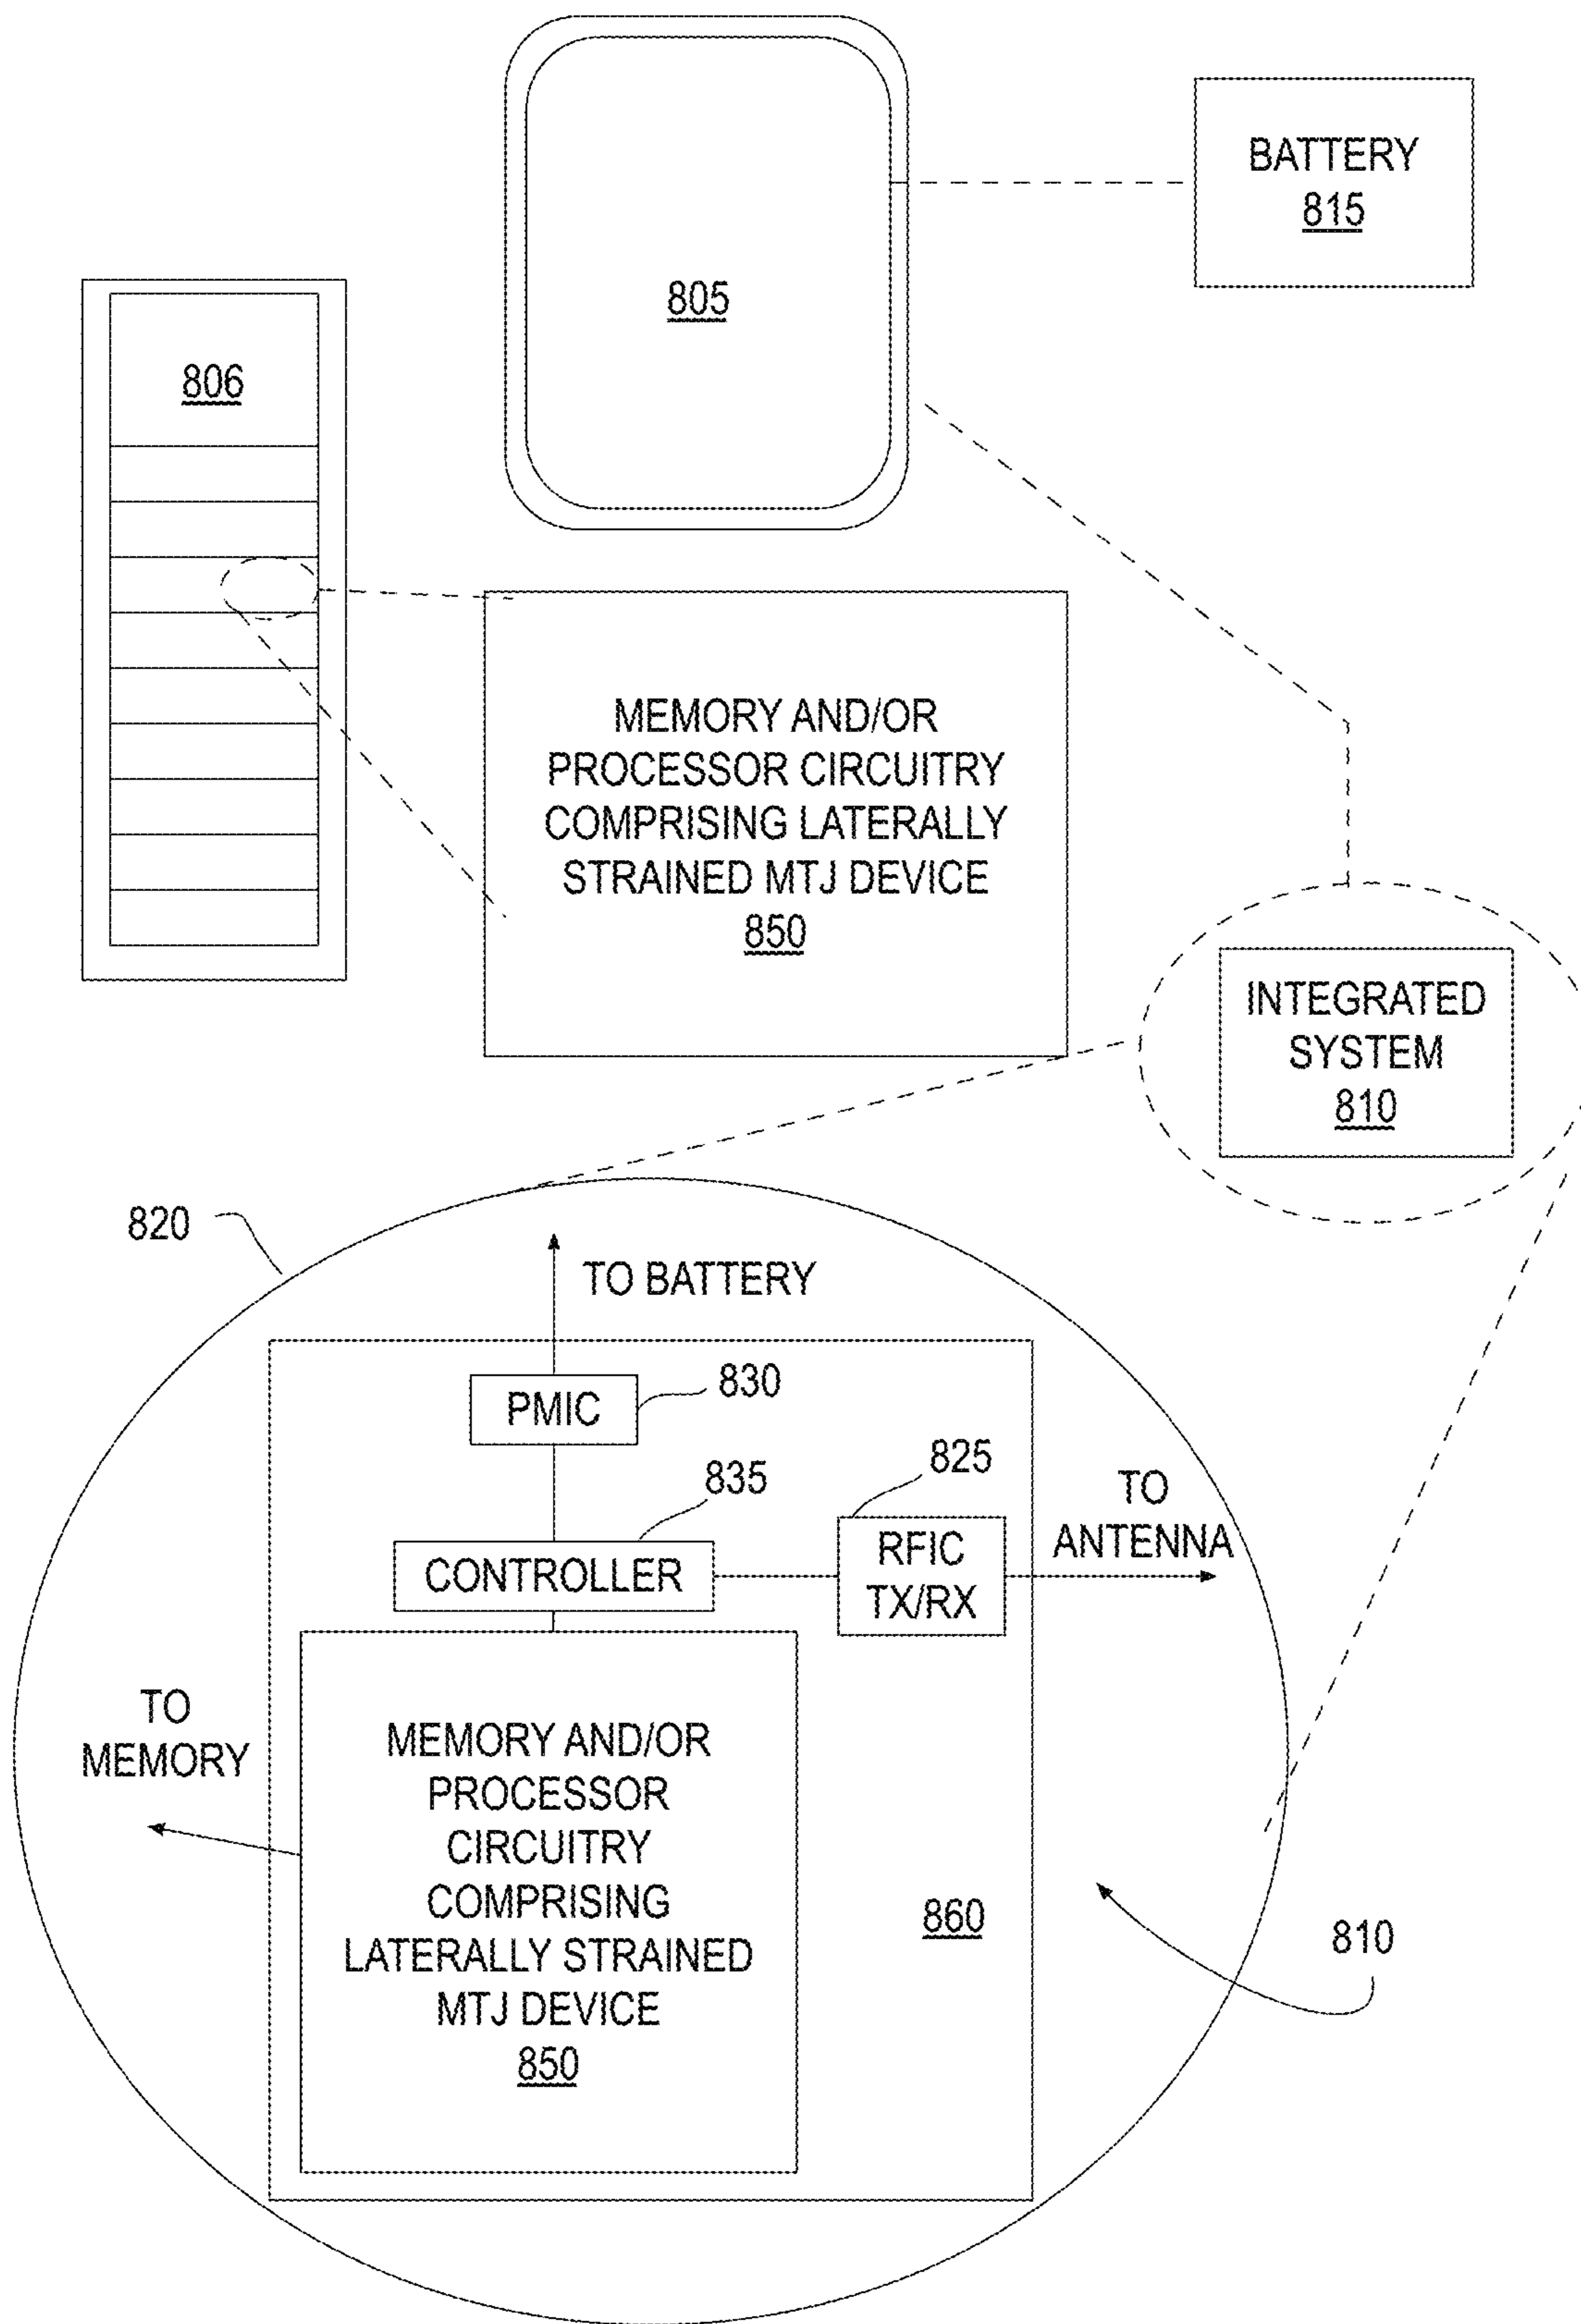 805
BATTERY
815
806
MEMORY AND/OR
PROCESSOR CIRCUITRY
COMPRISING LATERALLY
STRAINED MTJ DEVICE
850
INTEGRATED
SYSTEM
810
820
TO BATTERY
PMIC
830
835
825
CONTROLLER
RFIC
TX/RX
TO
ANTENNA
TO
MEMORY
MEMORY AND/OR
PROCESSOR
CIRCUITRY
COMPRISING
LATERALLY STRAINED
MTJ DEVICE
850
860
810